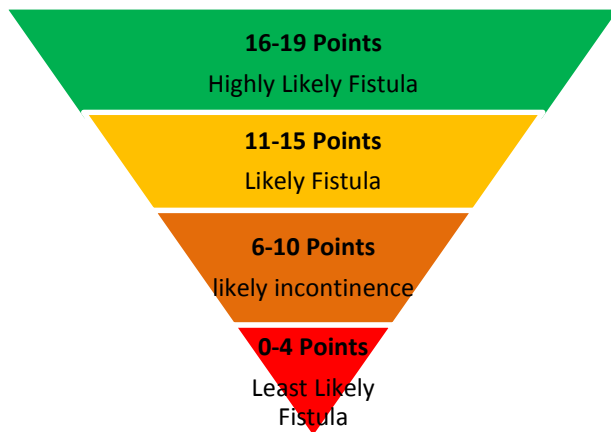 16-19 Points
Highly Likely Fistula
11-15 Points
Likely Fistula
6-10 Points
likely incontinence
0-4 Points
Least Likely
Fistula